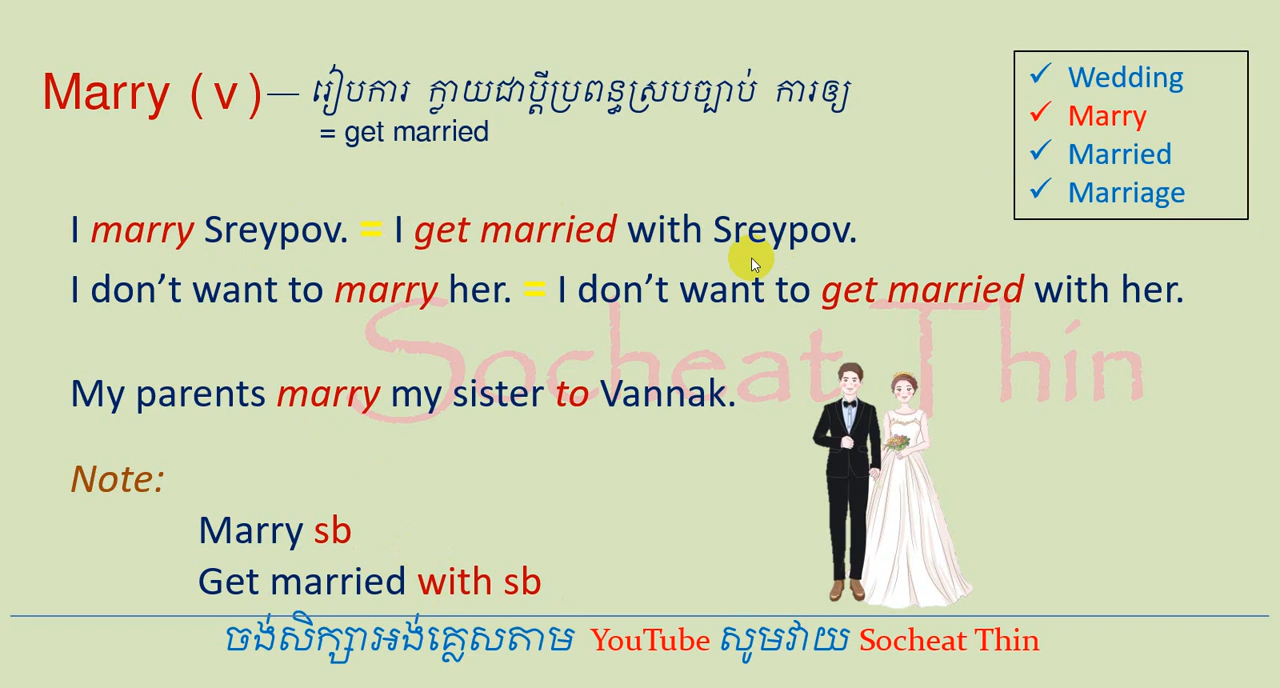 Marry (v)— រៀបការ ក្លាយជាប្តីប្រពន្ធស្របច្បាប់ ការឲ្យ
= get married
✓ Wedding
✓ Marry
✓ Married
✓ Marriage
I marry Sreypov. = I get married with Sreypov.
I don’t want to marry her. = I don’t want to get married with her.
Socheat Thin
My parents marry my sister to Vannak.
Note:
Marry sb
Get married with sb
ចង់សិក្សាអង់គ្លេសតាម YouTube សូមវាយ Socheat Thin